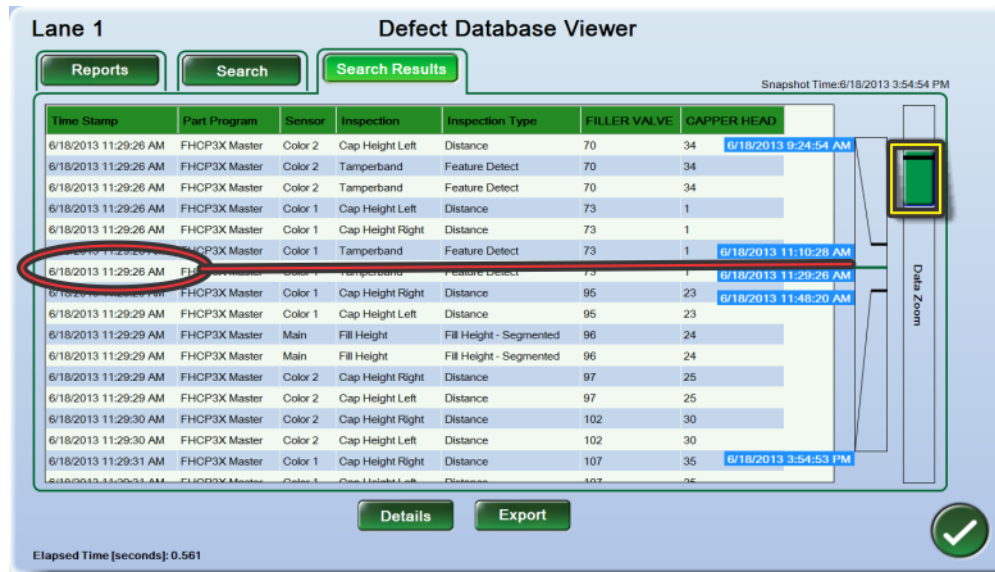 Lane 1 Defect Database Viewer
Reports Search Search Results
Snapshot Time:6/18/2013 3:54:54 PM
Time Stamp Part Program Sensor Inspection Inspection Type FILLER VALVE CAPPER HEAD
6/18/2013 11:29:26 AM FHCP3X Master Color 2 Cap Height Left Distance 70 34 6/18/2013 9:24:54 AM
6/18/2013 11:29:26 AM FHCP3X Master Color 2 Tamperband Feature Detect 70 34
6/18/2013 11:29:26 AM FHCP3X Master Color 2 Tamperband Feature Detect 70 34
6/18/2013 11:29:26 AM FHCP3X Master Color 1 Cap Height Left Distance 73 1
6/18/2013 11:29:26 AM FHCP3X Master Color 1 Cap Height Right Distance 73 1
FHCP3X Master Color 1 Tamperband Feature Detect 73 1 6/18/2013 11:10:28 AM
6/18/2013 11:29:26 AM Color 1 Tamperband Feature Detect 73 1 6/18/2013 11:29:26 AM
FHCP3X Master Color 1 Cap Height Right Distance 95 23 6/18/2013 11:48:20 AM
6/18/2013 11:29:29 AM FHCP3X Master Color 1 Cap Height Left Distance 95 23
6/18/2013 11:29:29 AM FHCP3X Master Main Fill Height Fill Height - Segmented 96 24
6/18/2013 11:29:29 AM FHCP3X Master Main Fill Height Fill Height - Segmented 96 24
6/18/2013 11:29:29 AM FHCP3X Master Color 2 Cap Height Right Distance 97 25
6/18/2013 11:29:29 AM FHCP3X Master Color 2 Cap Height Left Distance 97 25
6/18/2013 11:29:30 AM FHCP3X Master Color 2 Cap Height Right Distance 102 30
6/18/2013 11:29:30 AM FHCP3X Master Color 2 Cap Height Left Distance 102 30
6/18/2013 11:29:31 AM FHCP3X Master Color 1 Cap Height Right Distance 107 35 6/18/2013 3:54:53 PM
Data Zoom
Details Export
Elapsed Time [seconds]: 0.561